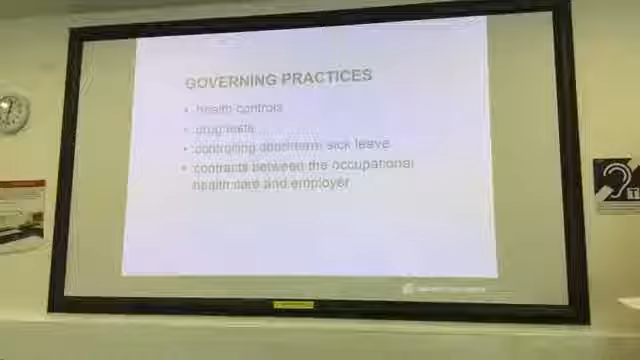 GOVERNING PRACTICES
• health controls
• drug tests
• controlling short-term sick leave
• contracts between the occupational
health care and employer
T